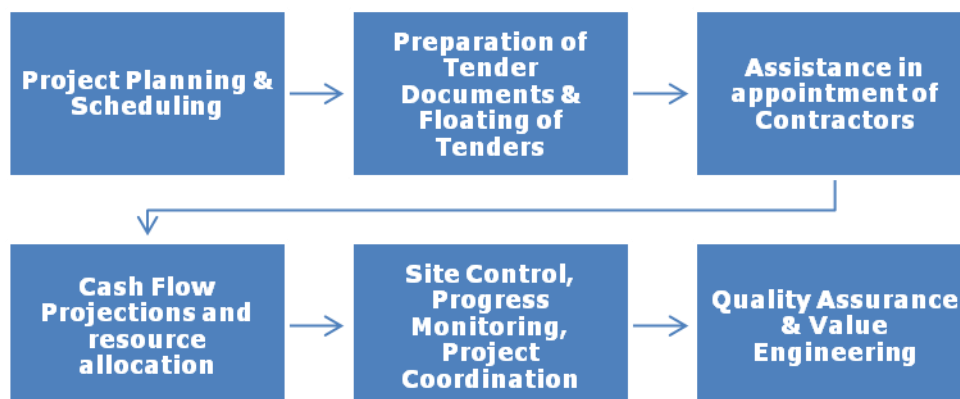 Project Planning &
Scheduling
Preparation of
Tender
Documents &
Floating of
Tenders
Assistance in
appointment of
Contractors
Cash Flow
Projections and
resource
allocation
Site Control,
Progress
Monitoring,
Project
Coordination
Quality Assurance
& Value
Engineering